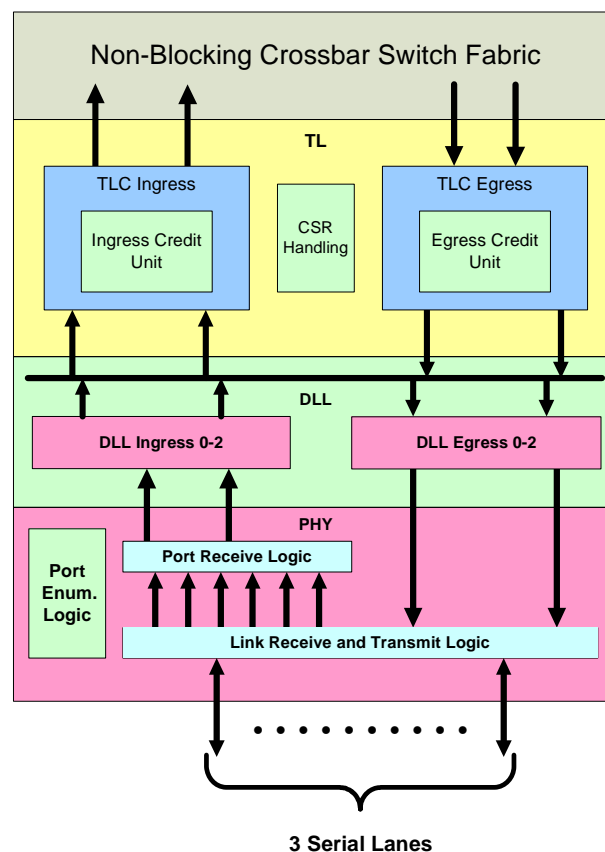 Non-Blocking Crossbar Switch Fabric
TL
TLC Ingress
Ingress Credit
Unit
CSR
Handling
TLC Egress
Egress Credit
Unit
DLL
DLL Ingress 0-2
DLL Egress 0-2
PHY
Port
Enum.
Logic
Port Receive Logic
Link Receive and Transmit Logic
3 Serial Lanes